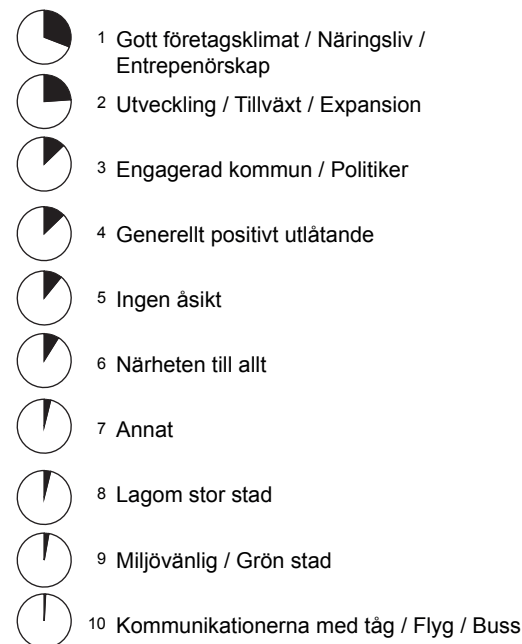 1 Gott företagsklimat / Näringsliv /
Entrepenörskap
2 Utveckling / Tillväxt / Expansion
3 Engagerad kommun / Politiker
4 Generellt positivt utlåtande
5 Ingen åsikt
6 Närheten till allt
7 Annat
8 Lagom stor stad
9 Miljövänlig / Grön stad
10 Kommunikationerna med tåg / Flyg / Buss